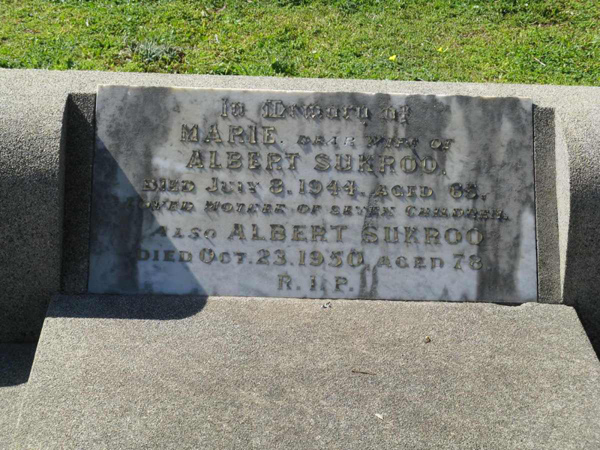 In Memory of
MARIE, DEAR WIFE OF
ALBERT SUKROO,
DIED JULY 8, 1944, AGED 63.
LOVED MOTHER OF SEVEN CHILDREN.
ALSO ALBERT SUKROO
DIED OCT. 23, 1950, AGED 78.
R.I.P.